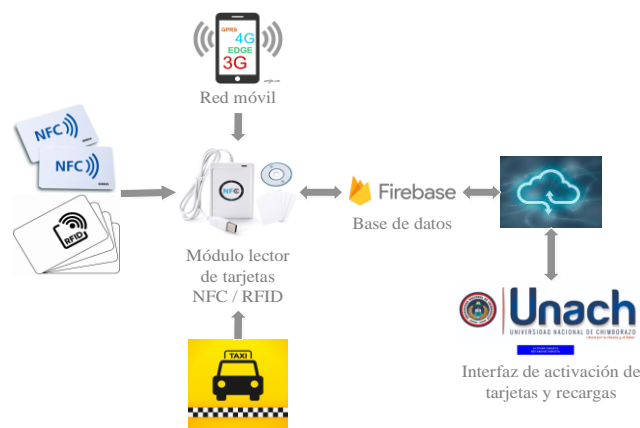 GPRS
4G
EDGE
3G
Red móvil
NFC
NFC
RFID
NFC
Firebase
Base de datos
Módulo lector
de tarjetas
NFC / RFID
TAXI
Unach
UNIVERSIDAD NACIONAL DE CHIMBORAZO
Interfaz de activación de
tarjetas y recargas